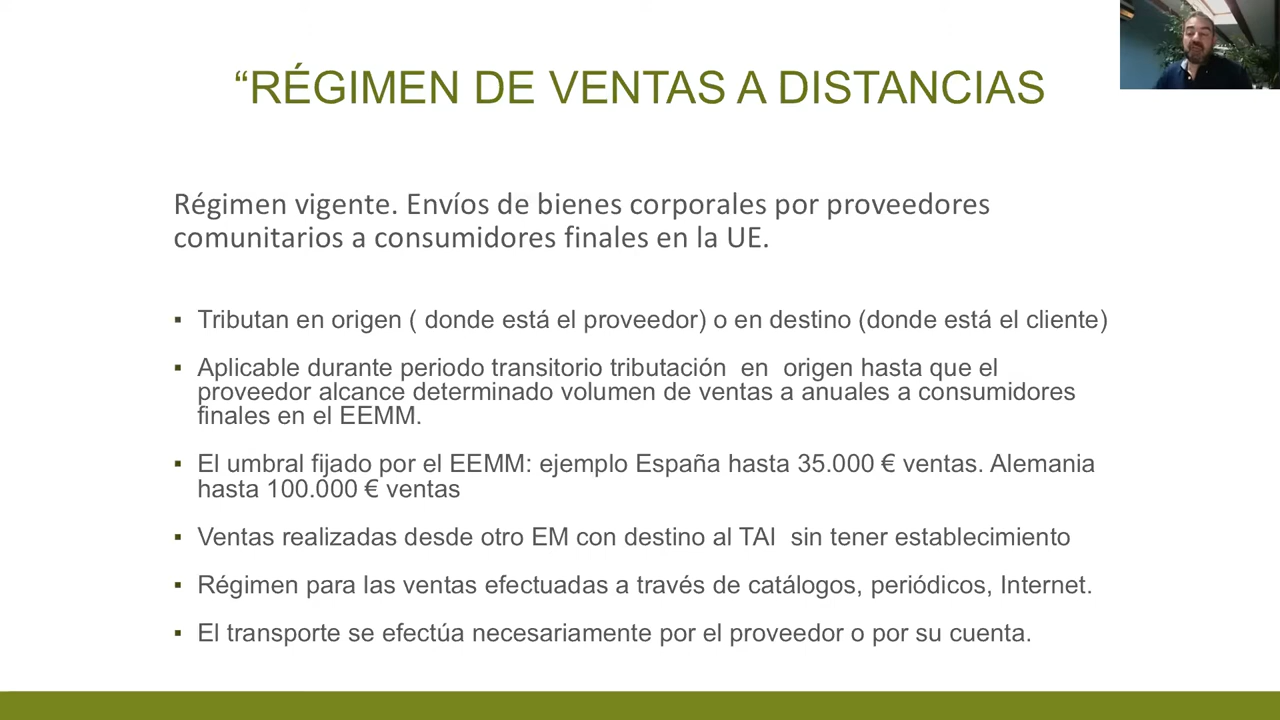 “RÉGIMEN DE VENTAS A DISTANCIAS
Régimen vigente. Envíos de bienes corporales por proveedores
comunitarios a consumidores finales en la UE.
▪ Tributan en origen ( donde está el proveedor) o en destino (donde está el cliente)
▪ Aplicable durante periodo transitorio tributación  en  origen hasta que el
proveedor alcance determinado volumen de ventas a anuales a consumidores
finales en el EEMM.
▪ El umbral fijado por el EEMM: ejemplo España hasta 35.000 € ventas. Alemania
hasta 100.000 € ventas
▪ Ventas realizadas desde otro EM con destino al TAI  sin tener establecimiento
▪ Régimen para las ventas efectuadas a través de catálogos, periódicos, Internet.
▪ El transporte se efectúa necesariamente por el proveedor o por su cuenta.